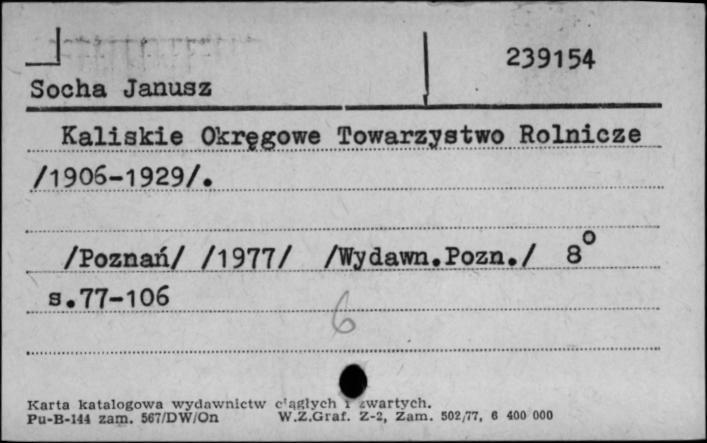 239154
Socha Janusz
Kaliskie Okręgowe Towarzystwo Rolnicze
/1906-1929/.
/Poznań/ /1977/ /Wydawn.Pozn./ 8°
s.77-106
6
Karta katalogowa wydawnictw ciągłych i zwartych.
Pu-B-144 zam. 567/DW/On W.Z.Graf. Z-2, Zam. 502/77, 6 400 000